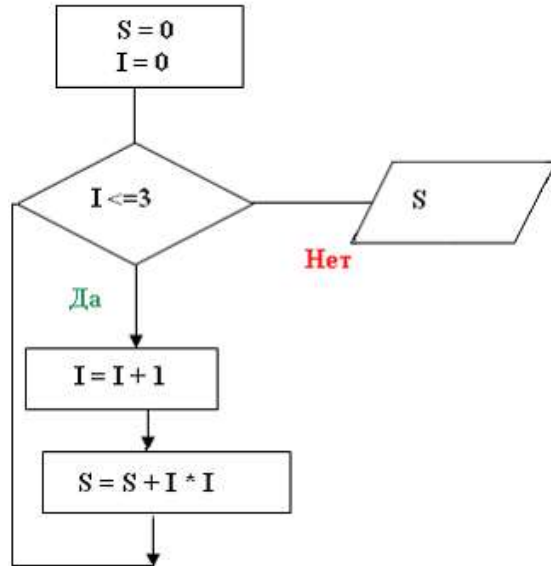 S = 0
I = 0
I <=3
S
Нет
Да
I = I + 1
S = S + I * I